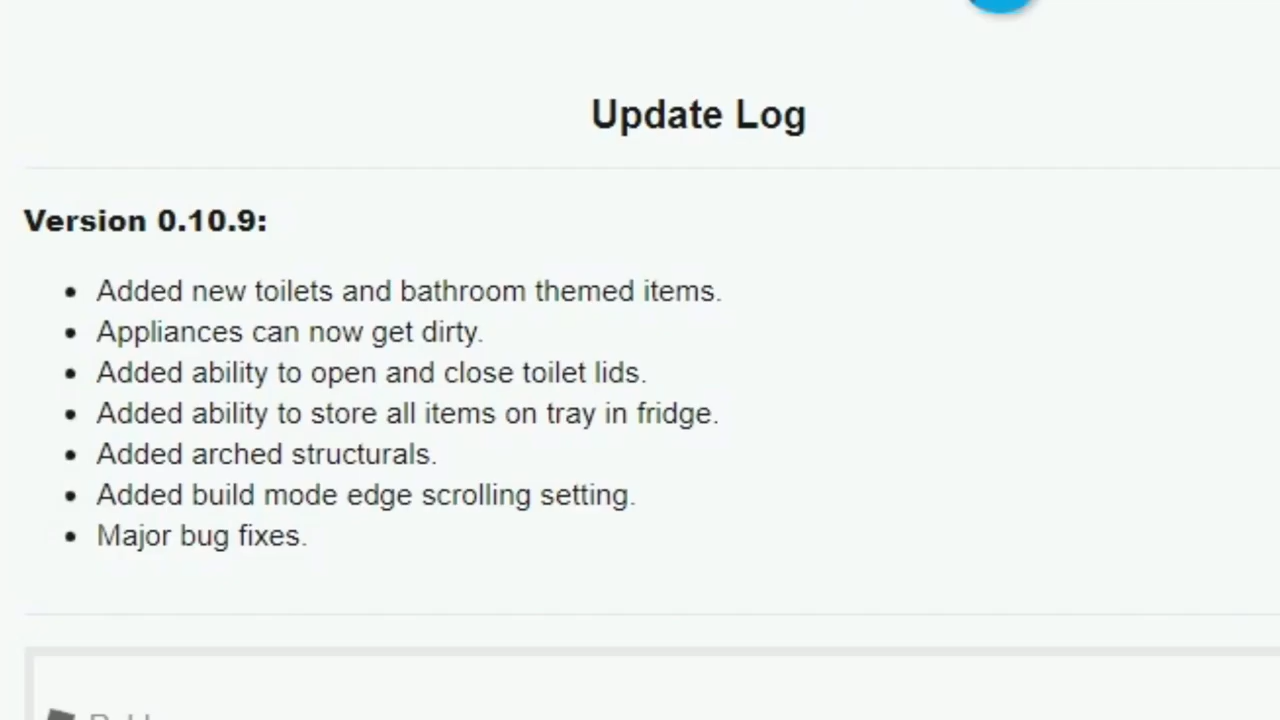 Update Log
Version 0.10.9:
Added new toilets and bathroom themed items.
Appliances can now get dirty.
Added ability to open and close toilet lids.
Added ability to store all items on tray in fridge.
Added arched structurals.
Added build mode edge scrolling setting.
Major bug fixes.